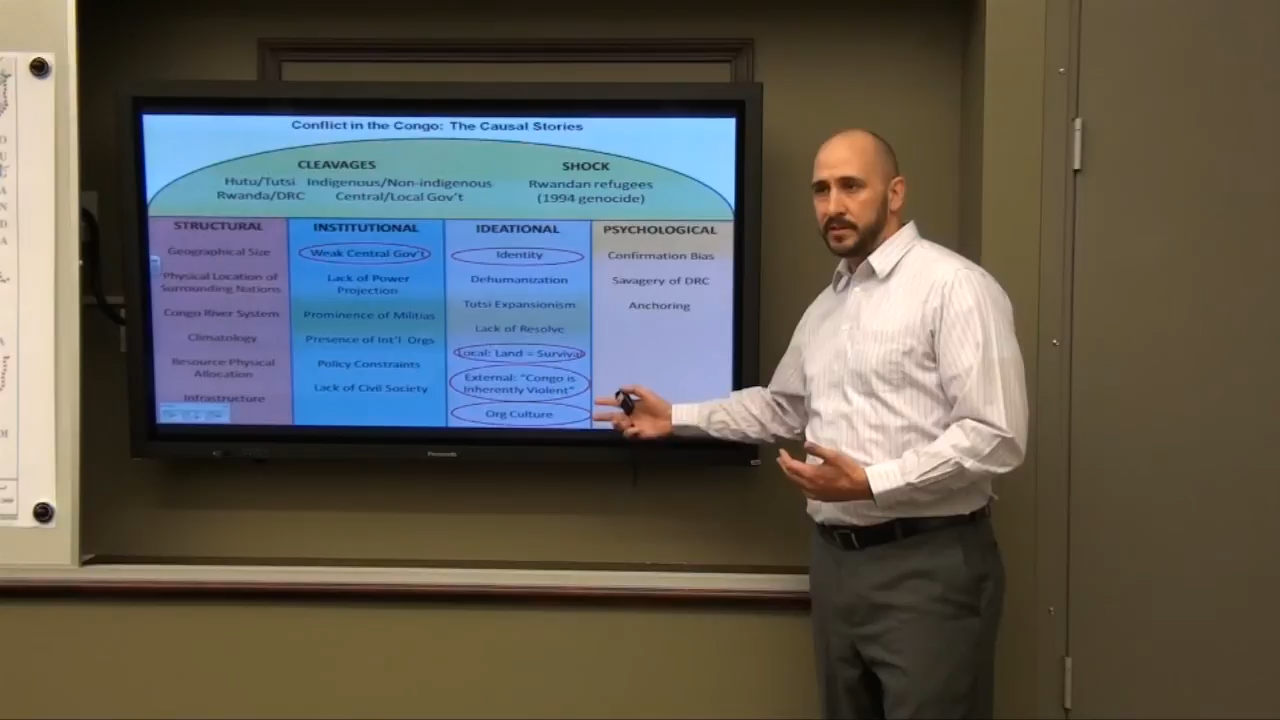 Conflict in the Congo: The Causal Stories
CLEAVAGES
Hutu/Tutsi Indigenous/Non-indigenous
Rwanda/DRC Central/Local Gov't
SHOCK
Rwandan refugees
(1994 genocide)
STRUCTURAL
Geographical Size
Physical Location of
Surrounding Nations
Congo River System
Climatology
Resource Physical
Allocation
Infrastructure
INSTITUTIONAL
Weak Central Gov't
Lack of Power
Projection
Prominence of Militias
Presence of Int'l Orgs
Policy Constraints
Lack of Civil Society
IDEATIONAL
Identity
Dehumanization
Tutsi Expansionism
Lack of Resolve
Local: Land = Survival
External: "Congo is
Inherently Violent"
Org Culture
PSYCHOLOGICAL
Confirmation Bias
Savagery of DRC
Anchoring
Panasonic